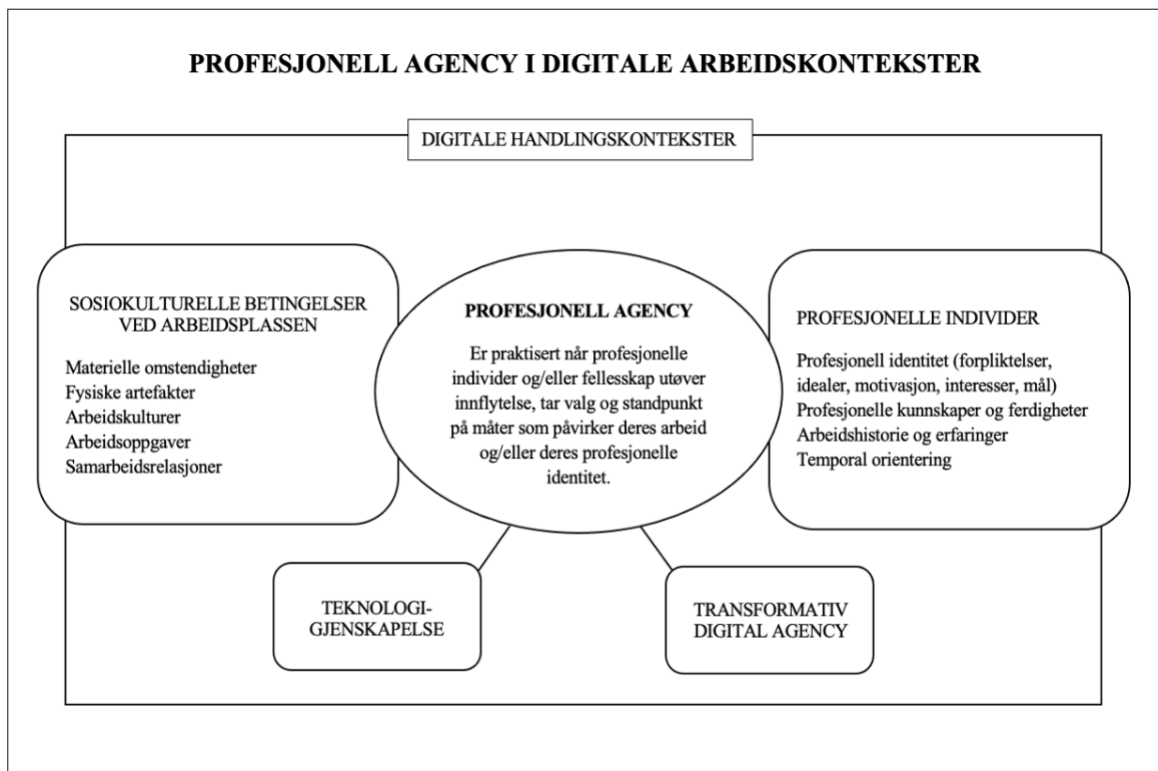 PROFESJONELL AGENCY I DIGITALE ARBEIDSKONTEKSTER
DIGITALE HANDLINGSKONTEKSTER
SOSIOKULTURELLE BETINGELSER
VED ARBEIDSPLASSEN
Materielle omstendigheter
Fysiske artefakter
Arbeidskulturer
Arbeidsoppgaver
Samarbeidsrelasjoner
PROFESJONELL AGENCY
Er praktisert når profesjonelle
individer og/eller fellesskap utøver
innflytelse, tar valg og standpunkt
på måter som påvirker deres arbeid
og/eller deres profesjonelle
identitet.
PROFESJONELLE INDIVIDER
Profesjonell identitet (forpliktelser,
idealer, motivasjon, interesser, mål)
Profesjonelle kunnskaper og ferdigheter
Arbeidshistorie og erfaringer
Temporal orientering
TEKNOLOGI-
GJENSKAPELSE
TRANSFORMATIV
DIGITAL AGENCY